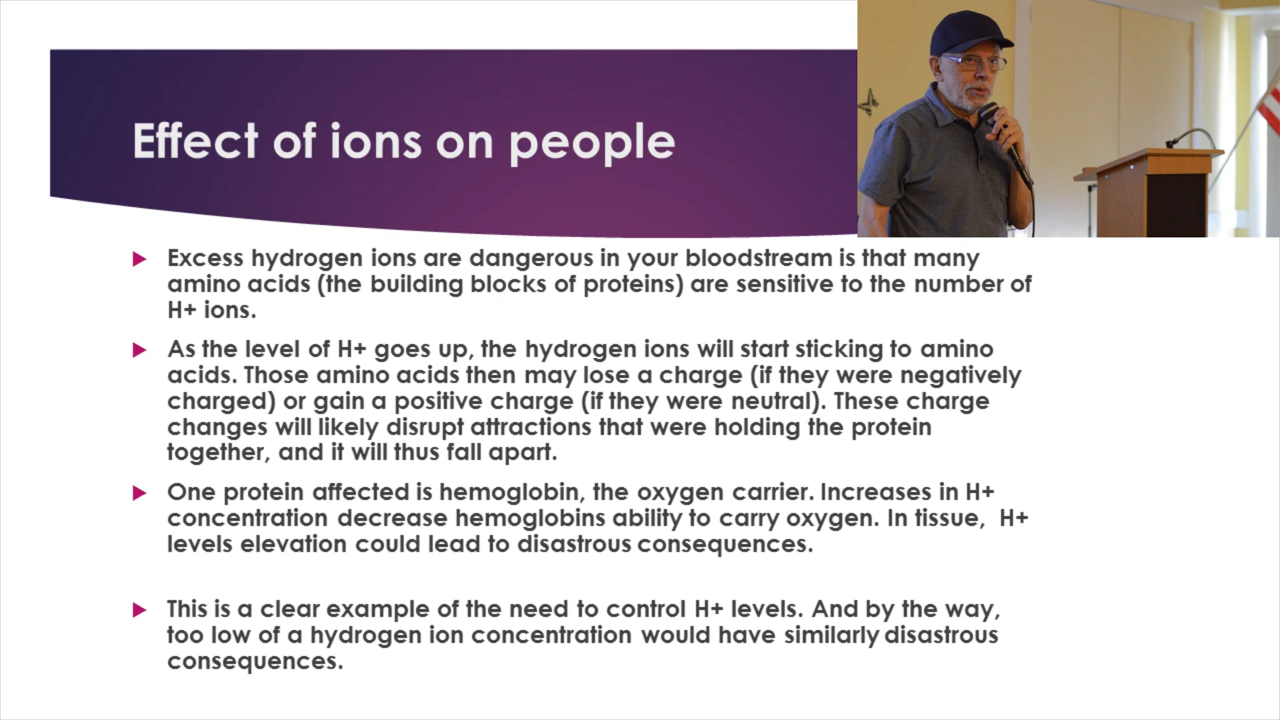 Effect of ions on people
Excess hydrogen ions are dangerous in your bloodstream is that many
amino acids (the building blocks of proteins) are sensitive to the number of
H+ ions.
As the level of H+ goes up, the hydrogen ions will start sticking to amino
acids. Those amino acids then may lose a charge (if they were negatively
charged) or gain a positive charge (if they were neutral). These charge
changes will likely disrupt attractions that were holding the protein
together, and it will thus fall apart.
One protein affected is hemoglobin, the oxygen carrier. Increases in H+
concentration decrease hemoglobins ability to carry oxygen. In tissue, H+
levels elevation could lead to disastrous consequences.
This is a clear example of the need to control H+ levels. And by the way,
too low of a hydrogen ion concentration would have similarly disastrous
consequences.